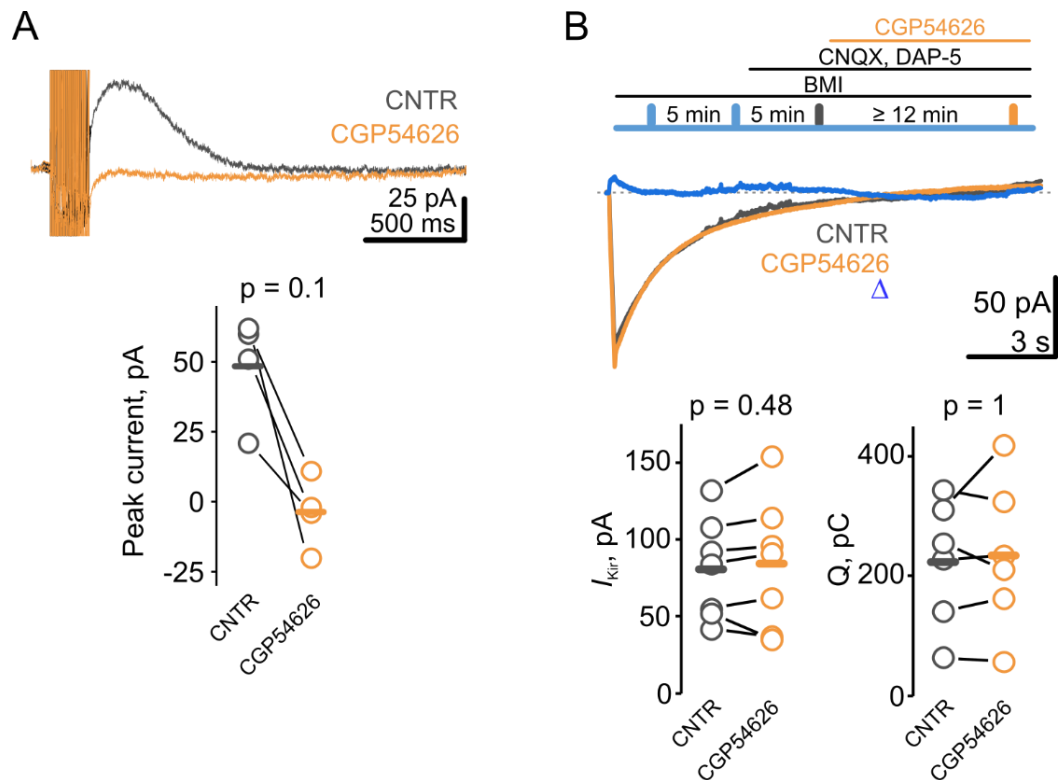 A
CNTR
CGP54626
25 pA
500 ms
p = 0.1
Peak current, pA
50
25
0
-25
CNTR
CGP54626
B
CGP54626
CNQX, DAP-5
BMI
5 min
5 min
≥ 12 min
CNTR
CGP54626
Δ
50 pA
3 s
p = 0.48
I_Kir, pA
150
100
50
0
CNTR
CGP54626
p = 1
Q, pC
400
200
0
CNTR
CGP54626